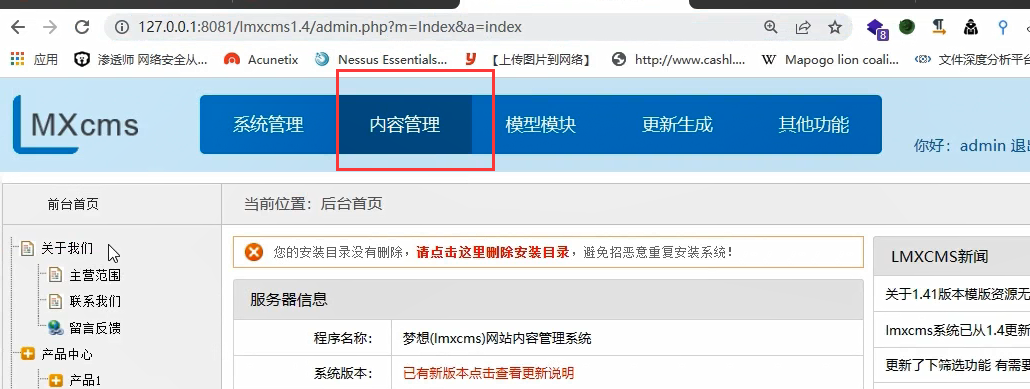 127.0.0.1:8081/lmxcms1.4/admin.php?m=Index&a=index
8
应用 渗透师 网络安全从... Acunetix Nessus Essentials... 【上传图片到网络】 http://www.cashl... Mapogo lion coali... 文件深度分析平台
MXcms
系统管理 内容管理 模型模块 更新生成 其他功能
你好：admin 退出
前台首页
当前位置：后台首页
关于我们
主营范围
联系我们
留言反馈
产品中心
产品1
您的安装目录没有删除，请点击这里删除安装目录，避免招恶意重复安装系统！
服务器信息
程序名称： 梦想(lmxcms)网站内容管理系统
系统版本： 已有新版本点击查看更新说明
LMXCMS新闻
关于1.41版本模版资源无
lmxcms系统已从1.4更新
更新了下筛选功能 有需要